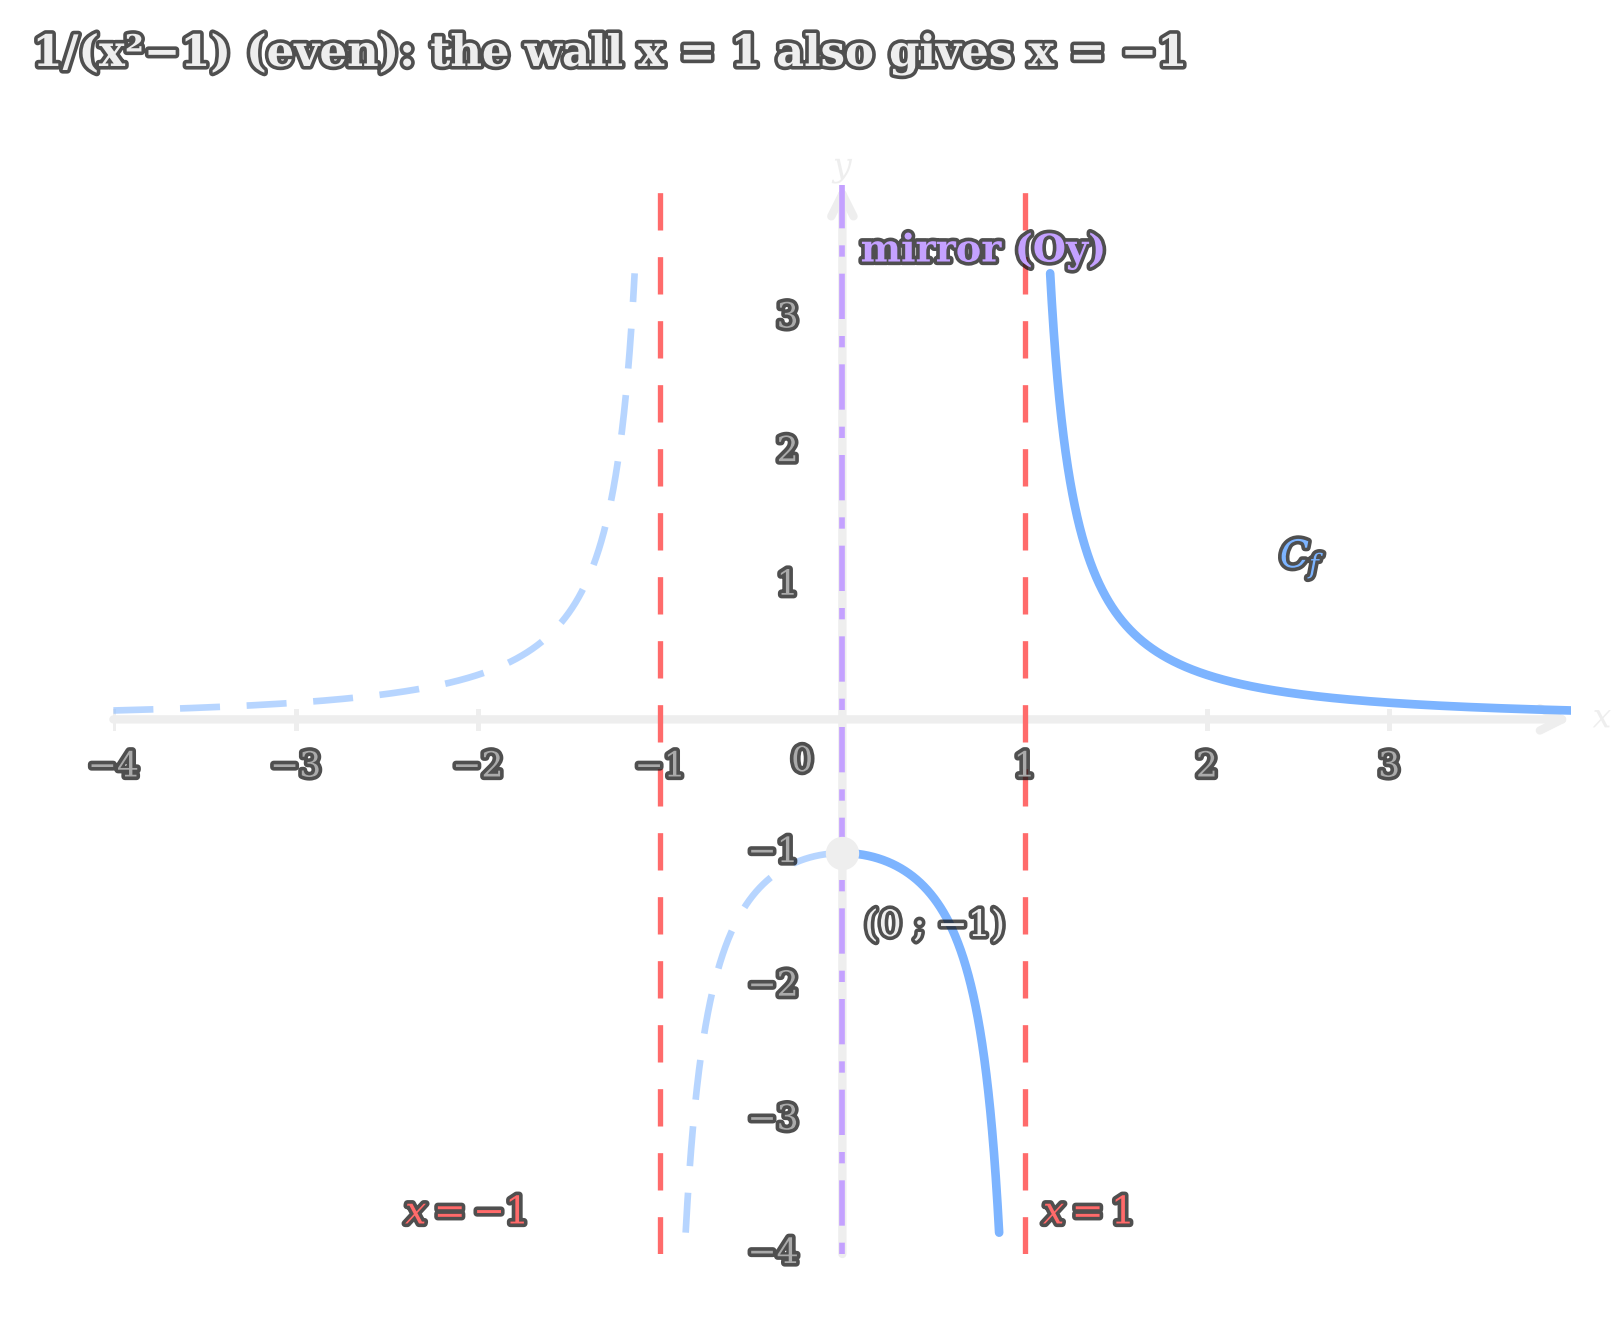 1/(x²−1) (even): the wall x = 1 also gives x = −1
y
mirror (Oy)
3
2
1
C_f
x
−4 −3 −2 −1 0 1 2 3
−1
(0 ; −1)
−2
−3
x = −1 x = 1
−4